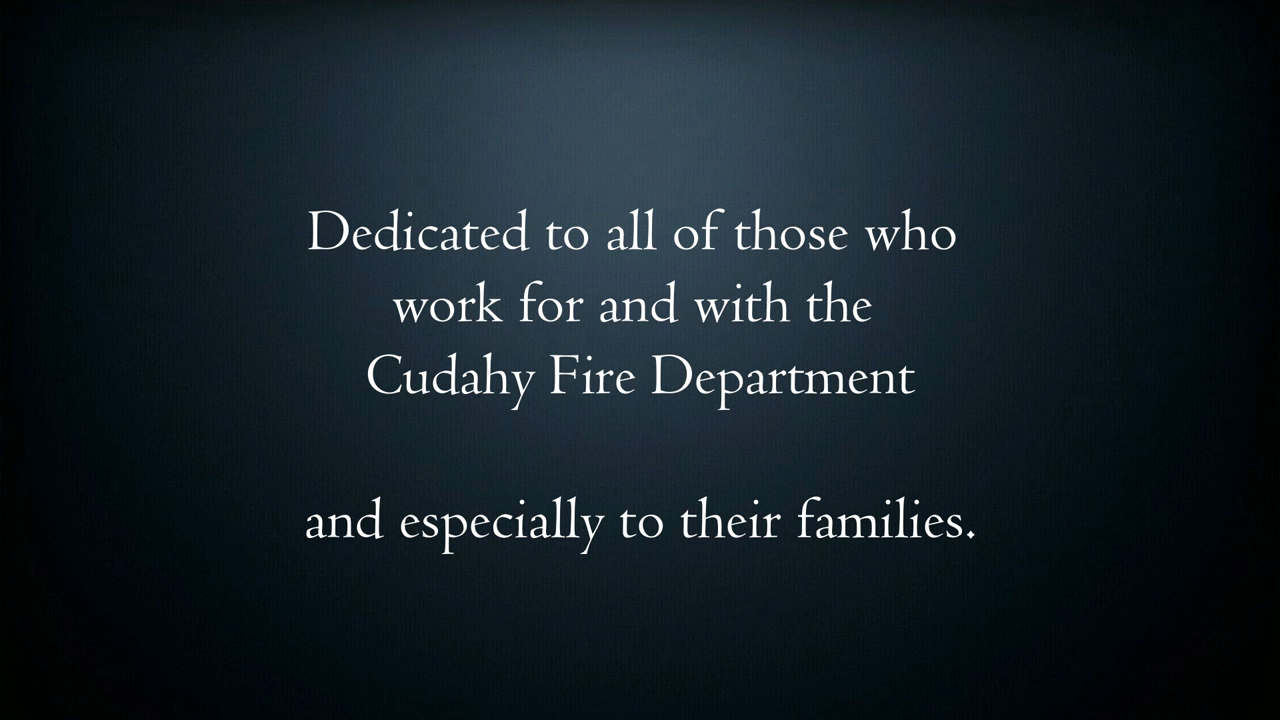 Dedicated to all of those who
work for and with the
Cudahy Fire Department
and especially to their families.